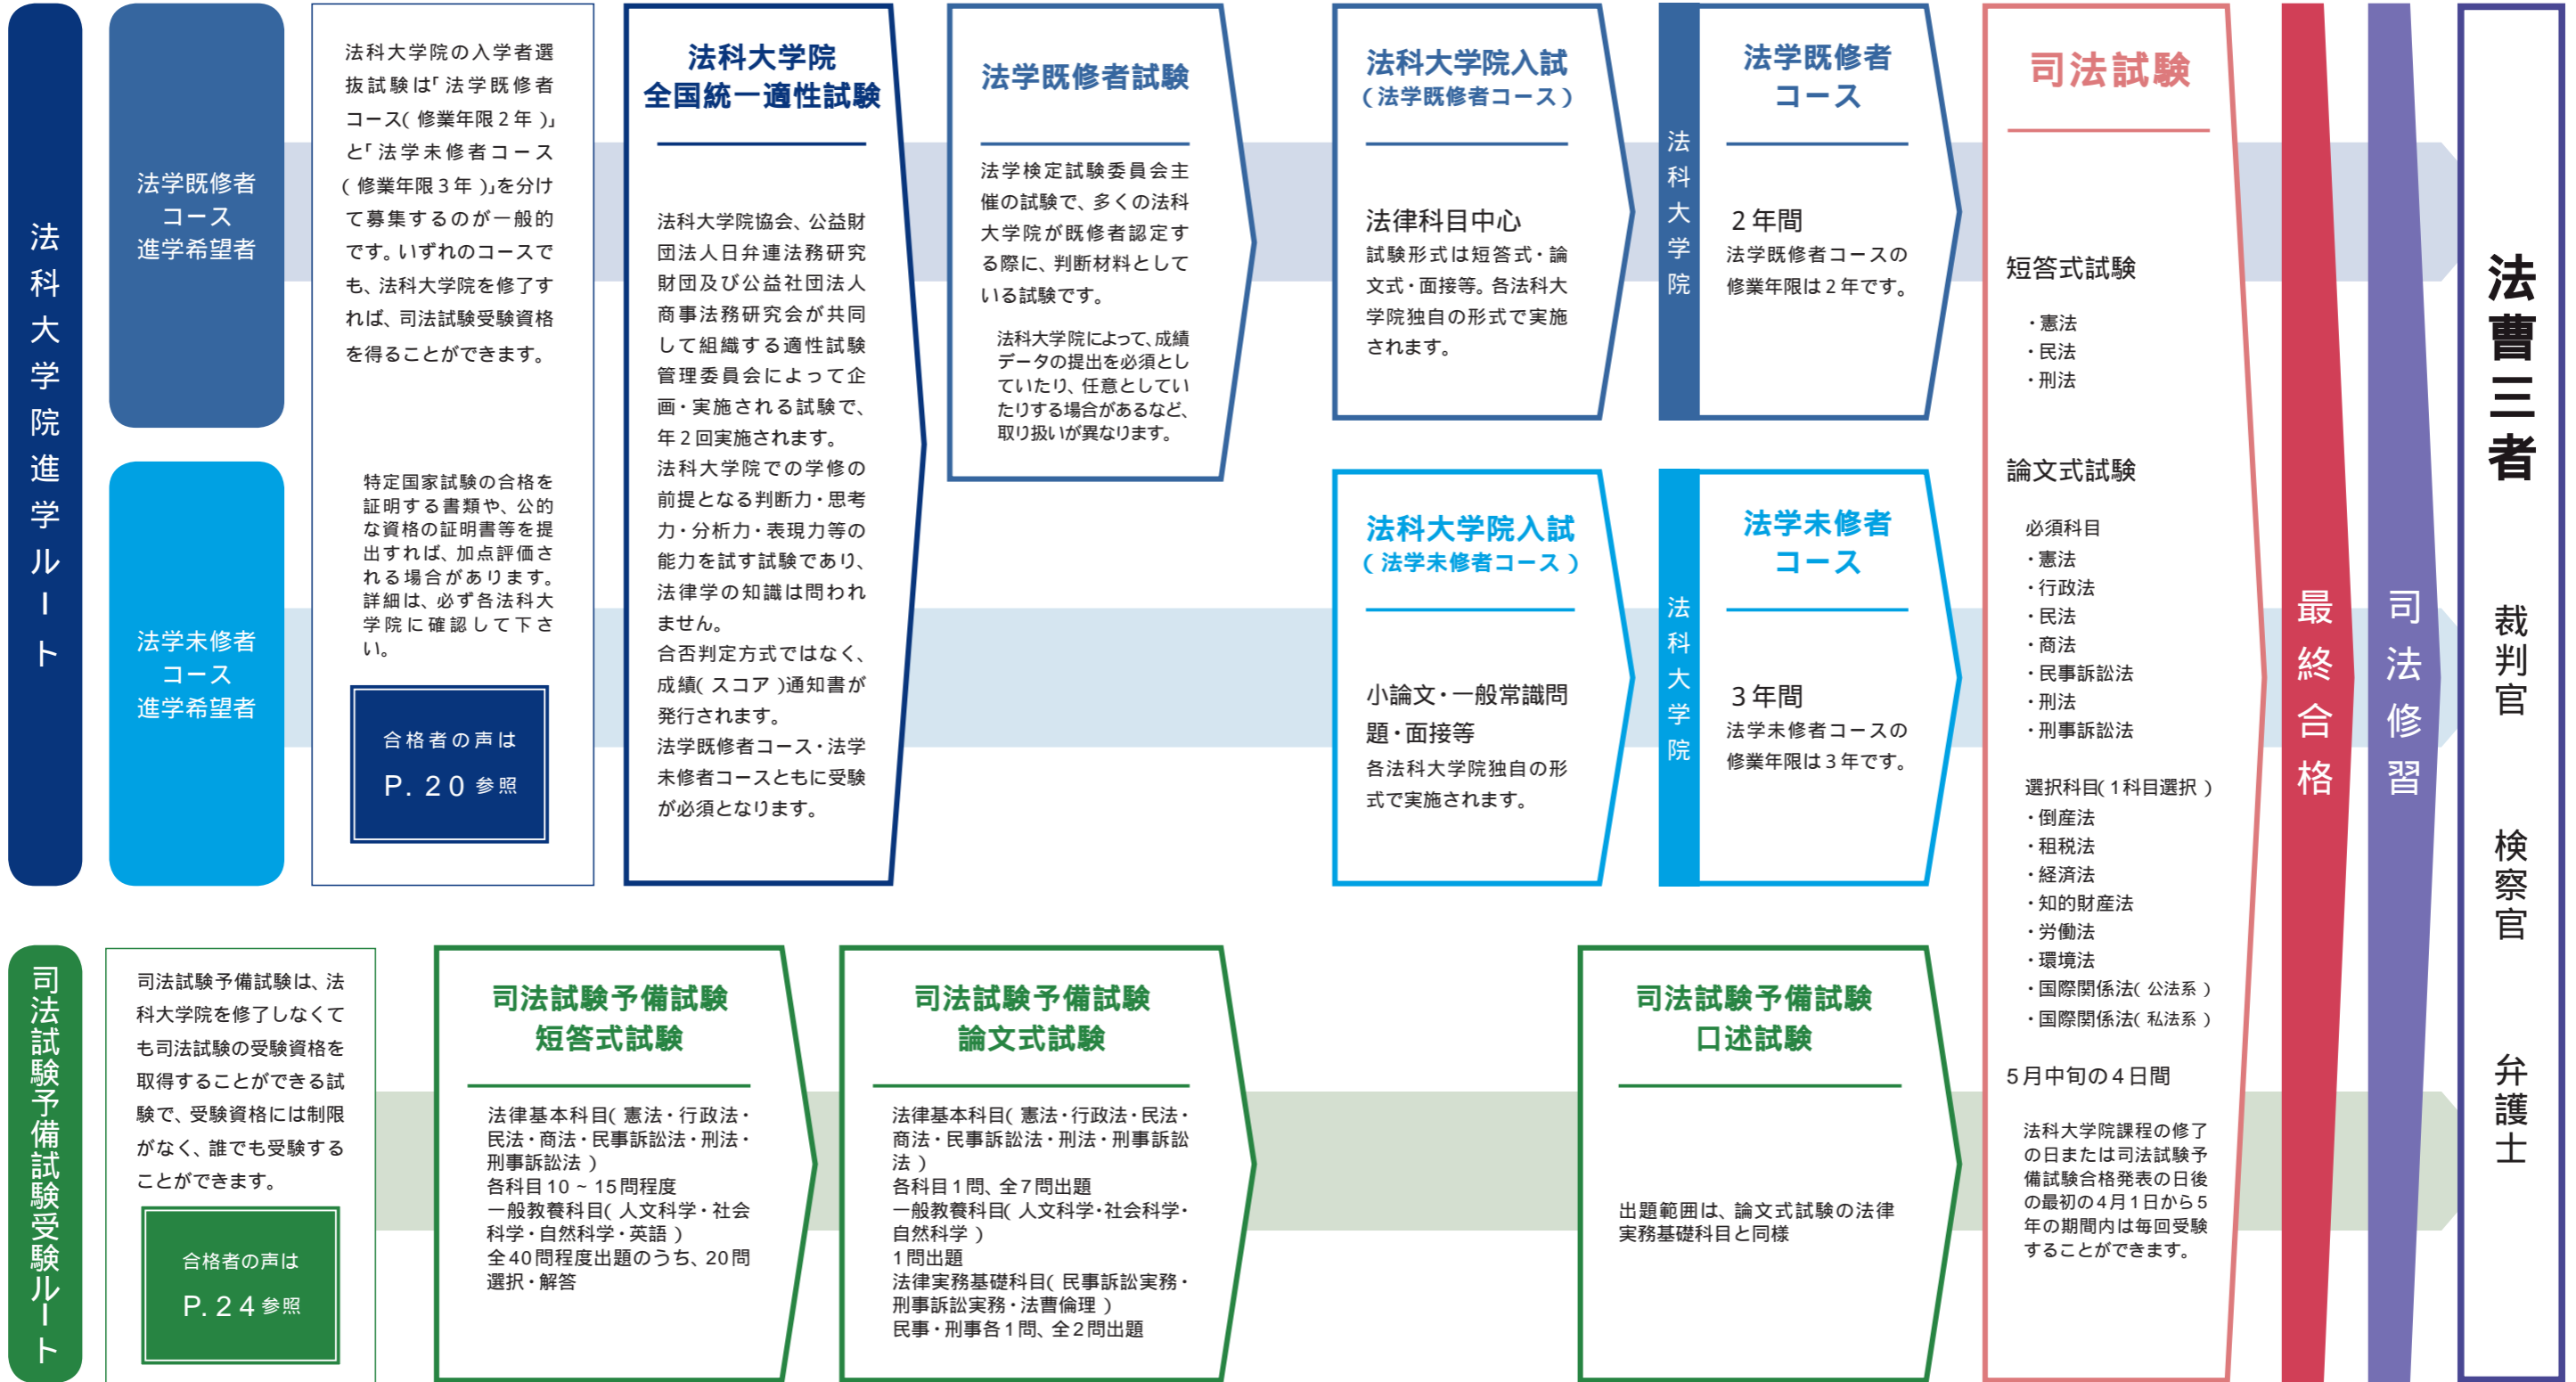 法科大学院進学ルート
法学既修者
コース
進学希望者
法学未修者
コース
進学希望者
法科大学院の入学者選
抜試験は「法学既修者
コース(修業年限2年)」
と「法学未修者コース
(修業年限3年)」を分け
て募集するのが一般的
です。いずれのコースで
も、法科大学院を修了す
れば、司法試験受験資格
を得ることができます。
特定国家試験の合格を
証明する書類や、公的
な資格の証明書等を提
出すれば、加点評価さ
れる場合があります。
詳細は、必ず各法科大
学院に確認して下さ
い。
合格者の声は
P. 20 参照
法科大学院
全国統一適性試験
法科大学院協会、公益財
団法人日弁連法務研究
財団及び公益社団法人
商事法務研究会が共同
して組織する適性試験
管理委員会によって企
画・実施される試験で、
年2回実施されます。
法科大学院での学修の
前提となる判断力・思考
力・分析力・表現力等の
能力を試す試験であり、
法律学の知識は問われ
ません。
合否判定方式ではなく、
成績(スコア)通知書が
発行されます。
法学既修者コース・法学
未修者コースともに受験
が必須となります。
法学既修者試験
法学検定試験委員会主
催の試験で、多くの法科
大学院が既修者認定す
る際に、判断材料として
いる試験です。
法科大学院によって、成績
データの提出を必須とし
ていたり、任意としてい
たりする場合があるなど、
取り扱いが異なります。
法科大学院入試
(法学既修者コース)
法律科目中心
試験形式は短答式・論
文式・面接等。各法科大
学院独自の形式で実施
されます。
法科大学院
法学既修者
コース
2年間
法学既修者コースの
修業年限は2年です。
法科大学院入試
(法学未修者コース)
小論文・一般常識問
題・面接等
各法科大学院独自の形
式で実施されます。
法科大学院
法学未修者
コース
3年間
法学未修者コースの
修業年限は3年です。
司法試験予備試験受験ルート
司法試験予備試験は、法
科大学院を修了しなくて
も司法試験の受験資格を
取得することができる試
験で、受験資格には制限
がなく、誰でも受験する
ことができます。
合格者の声は
P. 24 参照
司法試験予備試験
短答式試験
法律基本科目(憲法・行政法・
民法・商法・民事訴訟法・刑法・
刑事訴訟法)
各科目10~15問程度
一般教養科目(人文科学・社会
科学・自然科学・英語)
全40問程度出題のうち、20問
選択・解答
司法試験予備試験
論文式試験
法律基本科目(憲法・行政法・民法・
商法・民事訴訟法・刑法・刑事訴訟
法)
各科目1問、全7問出題
一般教養科目(人文科学・社会科学・
自然科学)
1問出題
法律実務基礎科目(民事訴訟実務・
刑事訴訟実務・法曹倫理)
民事・刑事各1問、全2問出題
司法試験予備試験
口述試験
出題範囲は、論文式試験の法律
実務基礎科目と同様
司法試験
短答式試験
・憲法
・民法
・刑法
論文式試験
必須科目
・憲法
・行政法
・民法
・商法
・民事訴訟法
・刑法
・刑事訴訟法
選択科目(1科目選択)
・倒産法
・租税法
・経済法
・知的財産法
・労働法
・環境法
・国際関係法(公法系)
・国際関係法(私法系)
5月中旬の4日間
法科大学院課程の修了
の日または司法試験予
備試験合格発表の日後
の最初の4月1日から5
年の期間内は毎回受験
することができます。
最終合格
司法修習
法曹三者
裁判官
検察官
弁護士